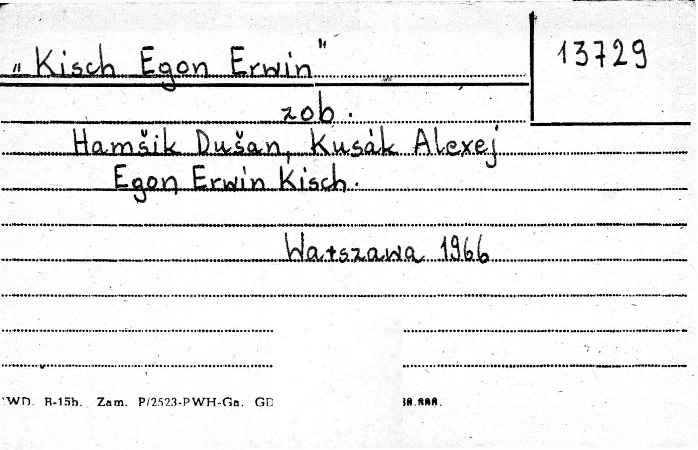 „Kisch Egon Erwin"
13729
zob.
Hamšik Dušan, Kusák Alexej
Egon Erwin Kisch.
Warszawa 1966
WD. B-15h. Zam. P/2523-PWH-Ga. GD